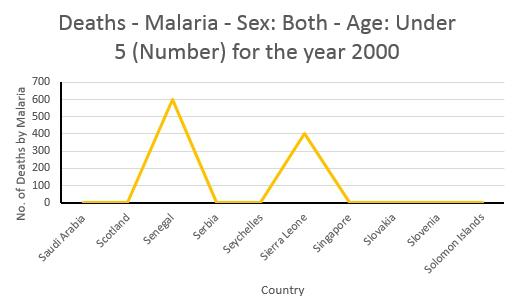 Deaths - Malaria - Sex: Both - Age: Under
5 (Number) for the year 2000
No. of Deaths by Malaria
700
600
500
400
300
200
100
0
Saudi Arabia
Scotland
Senegal
Serbia
Seychelles
Sierra Leone
Singapore
Slovakia
Slovenia
Solomon Islands
Country